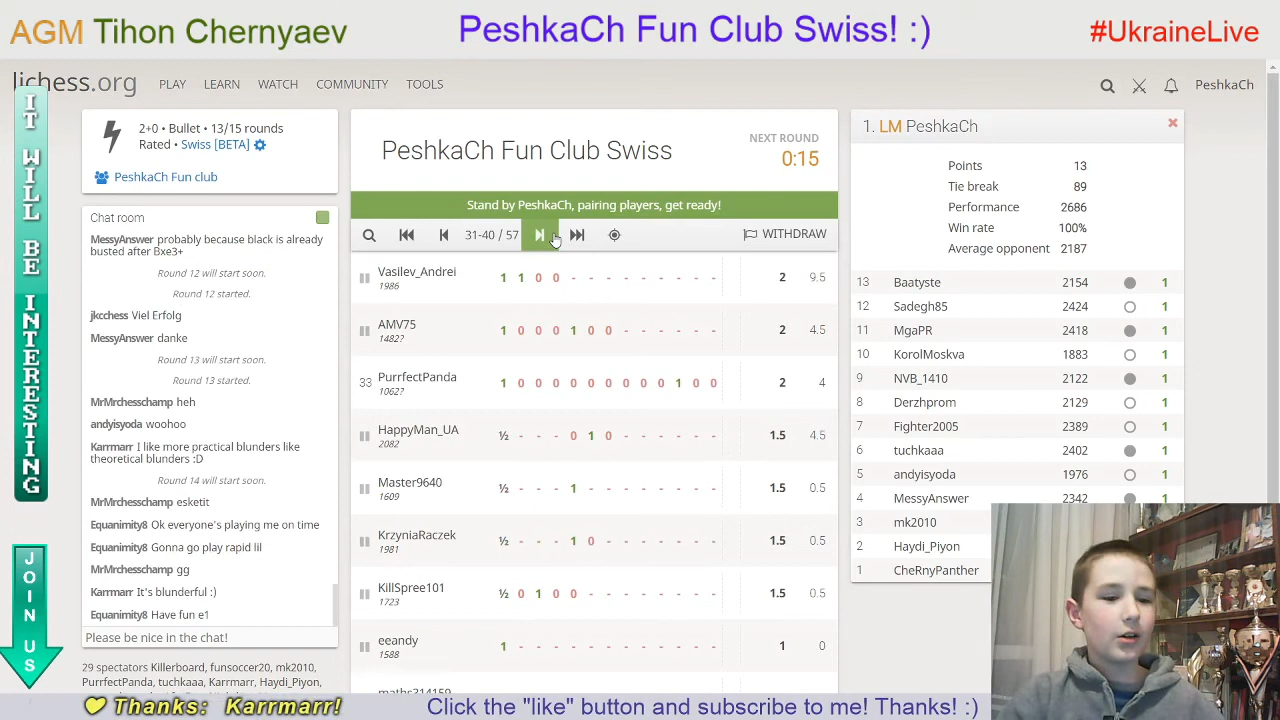 AGM Tihon Chernyaev
PeshkaCh Fun Club Swiss! :)
#UkraineLive
lichess.org
PLAY LEARN WATCH COMMUNITY TOOLS
PeshkaCh
IT WILL BE INTERESTING
JOIN US
2+0 • Bullet • 13/15 rounds
Rated • Swiss [BETA]
PeshkaCh Fun club
Chat room
MessyAnswer probably because black is already
busted after Bxe3+
Round 12 will start soon.
Round 12 started.
jkcchess Viel Erfolg
MessyAnswer danke
Round 13 will start soon.
Round 13 started.
MrMrchesschamp heh
andyisyoda woohoo
Karrmarr I like more practical blunders like
theoretical blunders :D
Round 14 will start soon.
MrMrchesschamp esketit
Equanimity8 Ok everyone's playing me on time
Equanimity8 Gonna go play rapid lil
MrMrchesschamp gg
Karrmarr It's blunderful :)
Equanimity8 Have fun e1
Please be nice in the chat!
29 spectators Killerboard, funsoccer20, mk2010,
PurrfectPanda, tuchkaaa, Karrmarr, Haydi_Piyon,
PeshkaCh Fun Club Swiss
NEXT ROUND
0:15
Stand by PeshkaCh, pairing players, get ready!
31-40 / 57
WITHDRAW
Vasilev_Andrei 1 1 0 0 - - - - - - - - - 2 9.5
1986
AMV75 1 0 0 0 1 0 0 - - - - - - 2 4.5
1482?
33 PurrfectPanda 1 0 0 0 0 0 0 0 0 0 1 0 0 2 4
1062?
HappyMan_UA ½ - - - 0 1 0 - - - - - - 1.5 4.5
2082
Master9640 ½ - - - 1 - - - - - - - - 1.5 0.5
1609
KrzyniaRaczek ½ - - - 1 0 - - - - - - - 1.5 0.5
1981
KillSpree101 ½ 0 1 0 0 - - - - - - - - 1.5 0.5
1723
eeandy 1 - - - - - - - - - - - - 1 0
1588
1. LM PeshkaCh
Points 13
Tie break 89
Performance 2686
Win rate 100%
Average opponent 2187
13 Baatyste 2154 1
12 Sadegh85 2424 1
11 MgaPR 2418 1
10 KorolMoskva 1883 1
9 NVB_1410 2122 1
8 Derzhprom 2129 1
7 Fighter2005 2389 1
6 tuchkaaa 2402 1
5 andyisyoda 1976 1
4 MessyAnswer 2342 1
3 mk2010
2 Haydi_Piyon
1 CheRnyPanther
Thanks: Karrmarr!
Click the "like" button and subscribe to me! Thanks! :)